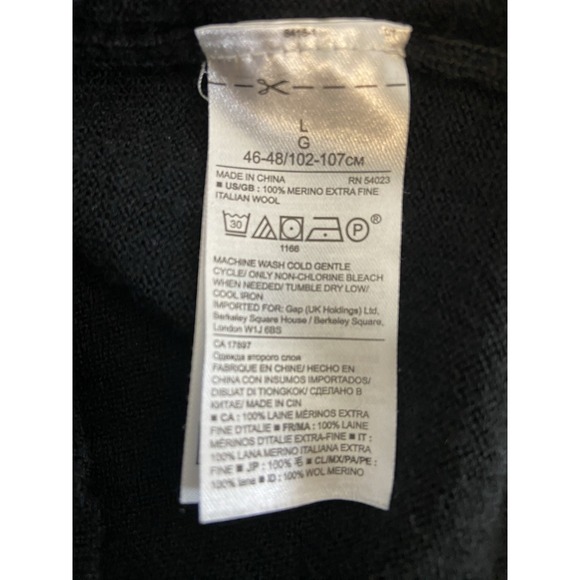 L
G
46-48/102-107CM
MADE IN CHINA RN 54023
■ US/GB : 100% MERINO EXTRA FINE
ITALIAN WOOL
30 P ®
1166
MACHINE WASH COLD GENTLE
CYCLE/ ONLY NON-CHLORINE BLEACH
WHEN NEEDED/ TUMBLE DRY LOW/
COOL IRON
IMPORTED FOR: Gap (UK Holdings) Ltd,
Berkeley Square House / Berkeley Square,
London W1J 6BS
CA 17897
Одежда второго слоя
FABRIQUE EN CHINE/ HECHO EN
CHINA CON INSUMOS IMPORTADOS/
DIBUAT DI TIONGKOK/ СДЕЛАНО В
КИТАЕ/ MADE IN CIN
■ CA : 100% LAINE MÉRINOS EXTRA
FINE D'ITALIE ■ FR/MA : 100% LAINE
MÉRINOS D'ITALIE EXTRA-FINE ■ IT :
100% LANA MERINO ITALIANA EXTRA
FINE ■ JP : 100% 毛 ■ CL/MX/PA/PE :
100% lana ■ ID : 100% WOL MERINO